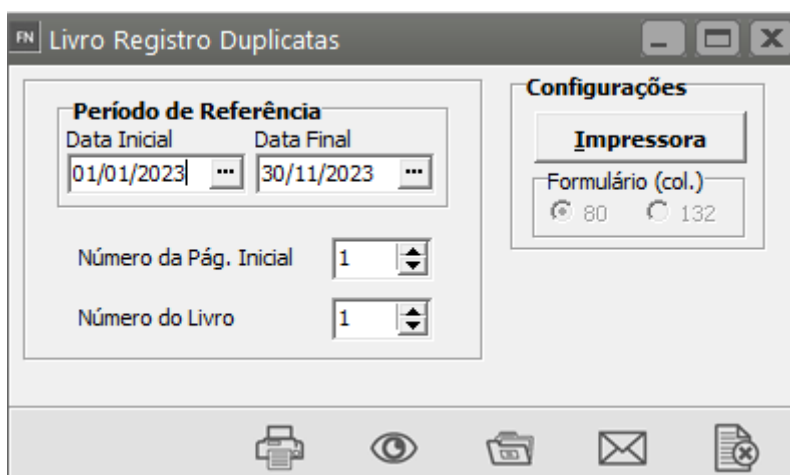 FN Livro Registro Duplicatas
Período de Referência
Data Inicial Data Final
01/01/2023 ... 30/11/2023 ...
Número da Pág. Inicial 1
Número do Livro 1
Configurações
Impressora
Formulário (col.)
80 132